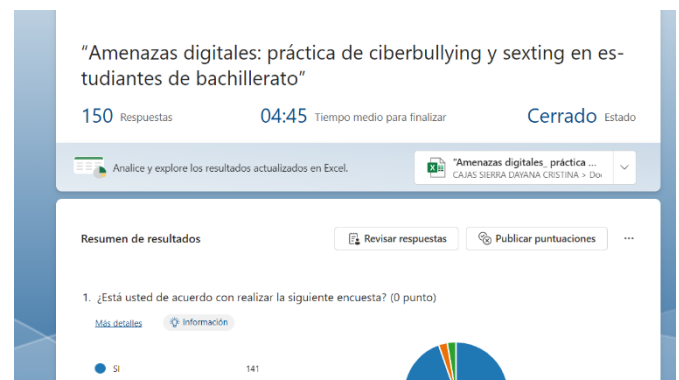 “Amenazas digitales: práctica de ciberbullying y sexting en es-
tudiantes de bachillerato”
150 Respuestas 04:45 Tiempo medio para finalizar Cerrado Estado
Analice y explore los resultados actualizados en Excel.
"Amenazas digitales_ práctica ...
CAJAS SIERRA DAYANA CRISTINA > Do
Resumen de resultados Revisar respuestas Publicar puntuaciones ...
1. ¿Está usted de acuerdo con realizar la siguiente encuesta? (0 punto)
Más detalles Información
SI 141